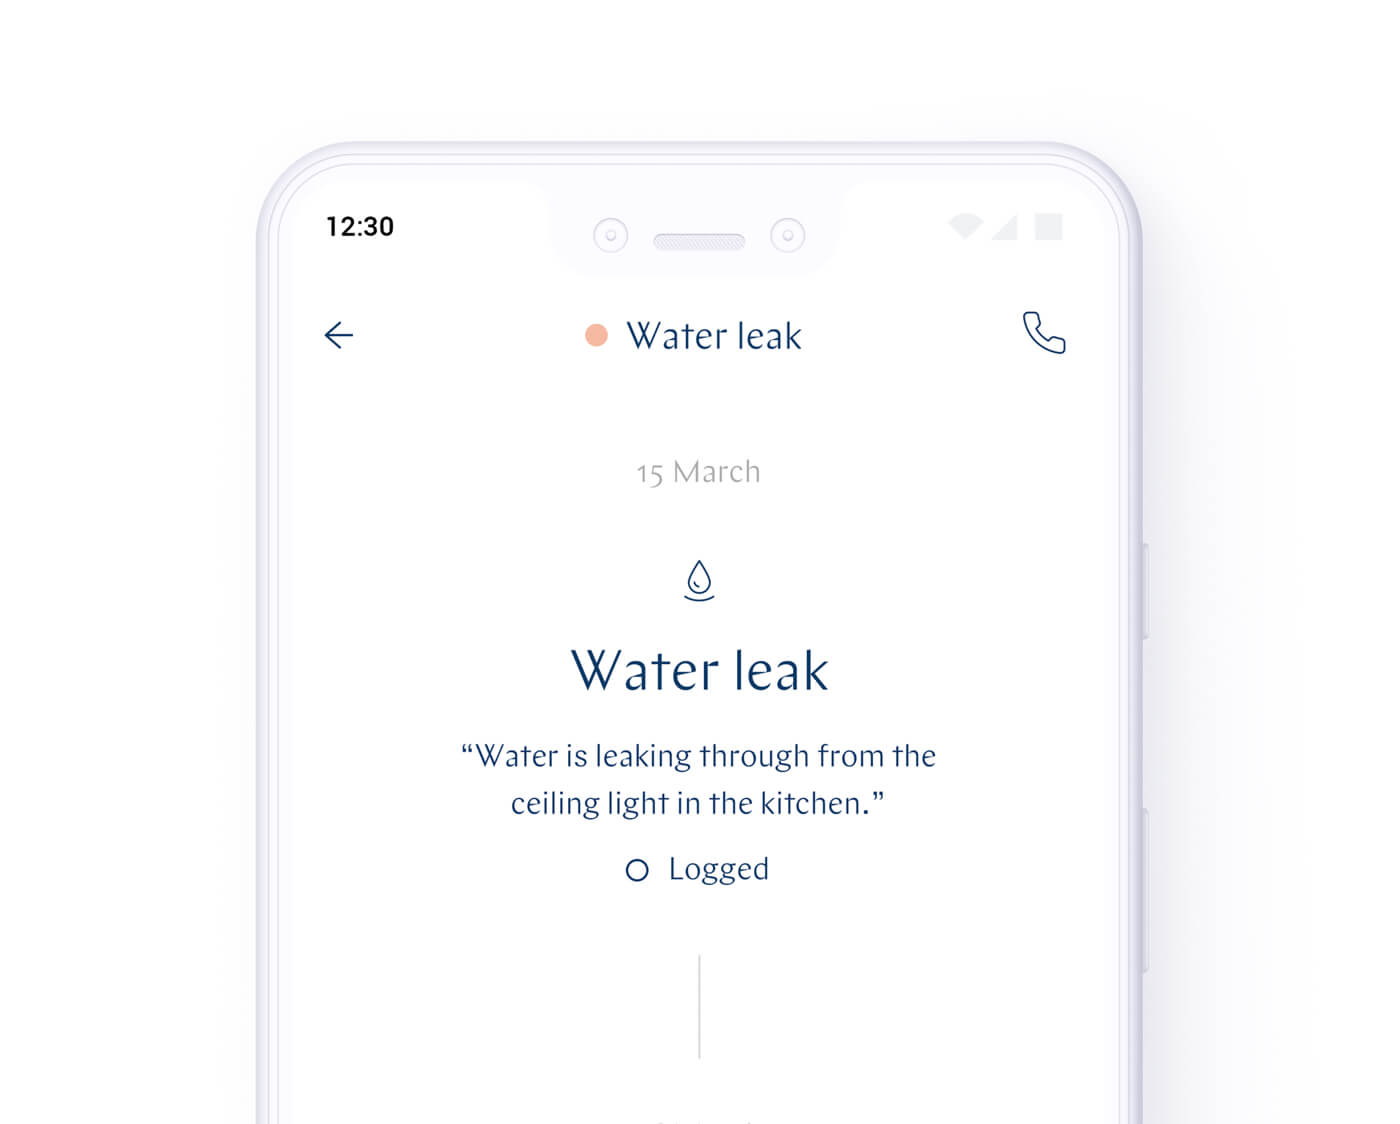 12:30
Water leak
15 March
Water leak
“Water is leaking through from the
ceiling light in the kitchen.”
Logged